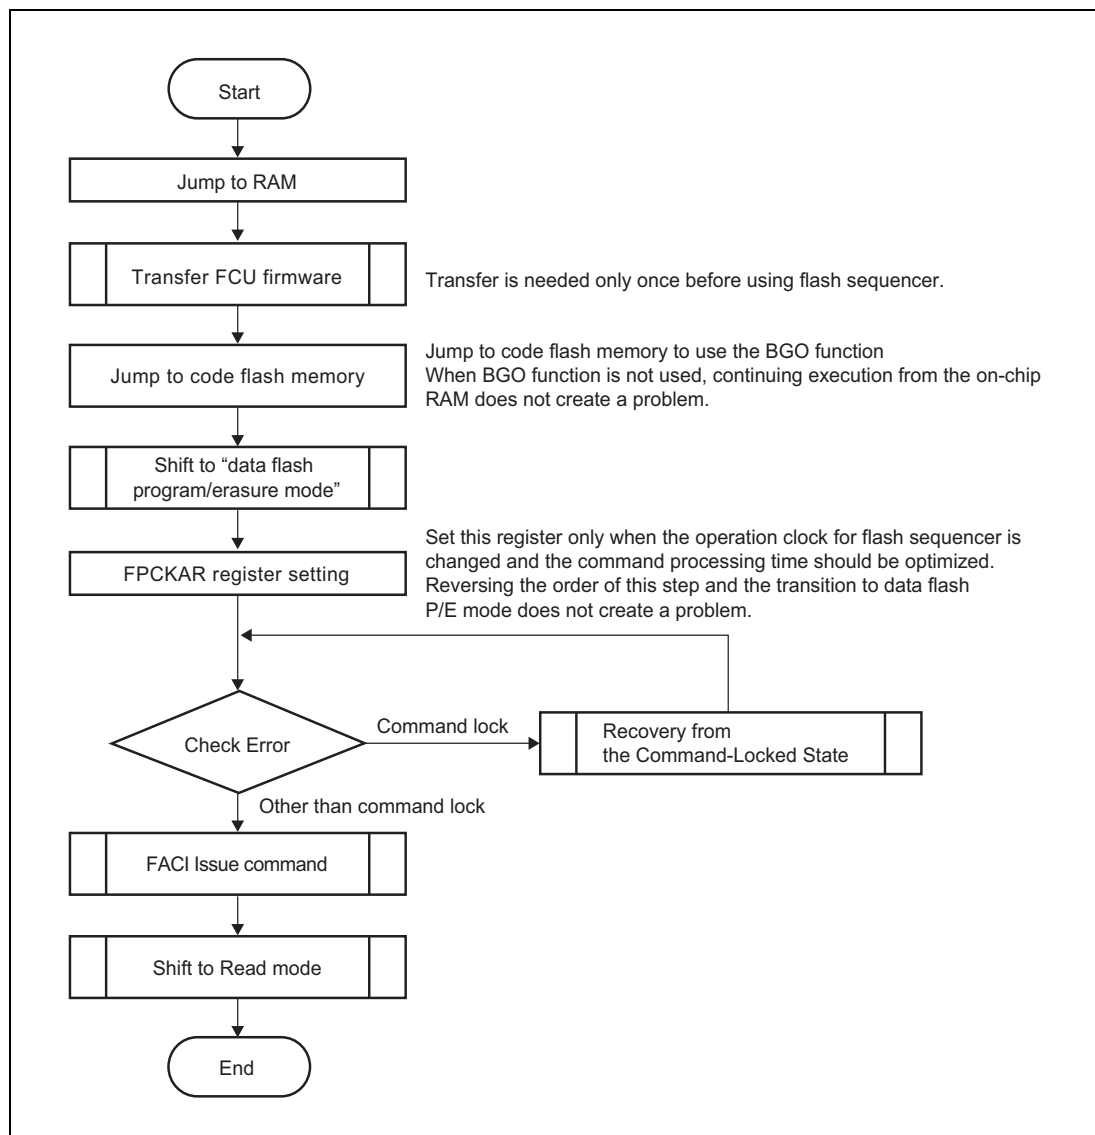 Start
Jump to RAM
Transfer FCU firmware
Transfer is needed only once before using flash sequencer.
Jump to code flash memory
Jump to code flash memory to use the BGO function
When BGO function is not used, continuing execution from the on-chip
RAM does not create a problem.
Shift to “data flash
program/erasure mode”
FPCKAR register setting
Set this register only when the operation clock for flash sequencer is
changed and the command processing time should be optimized.
Reversing the order of this step and the transition to data flash
P/E mode does not create a problem.
Check Error
Command lock
Recovery from
the Command-Locked State
Other than command lock
FACI Issue command
Shift to Read mode
End